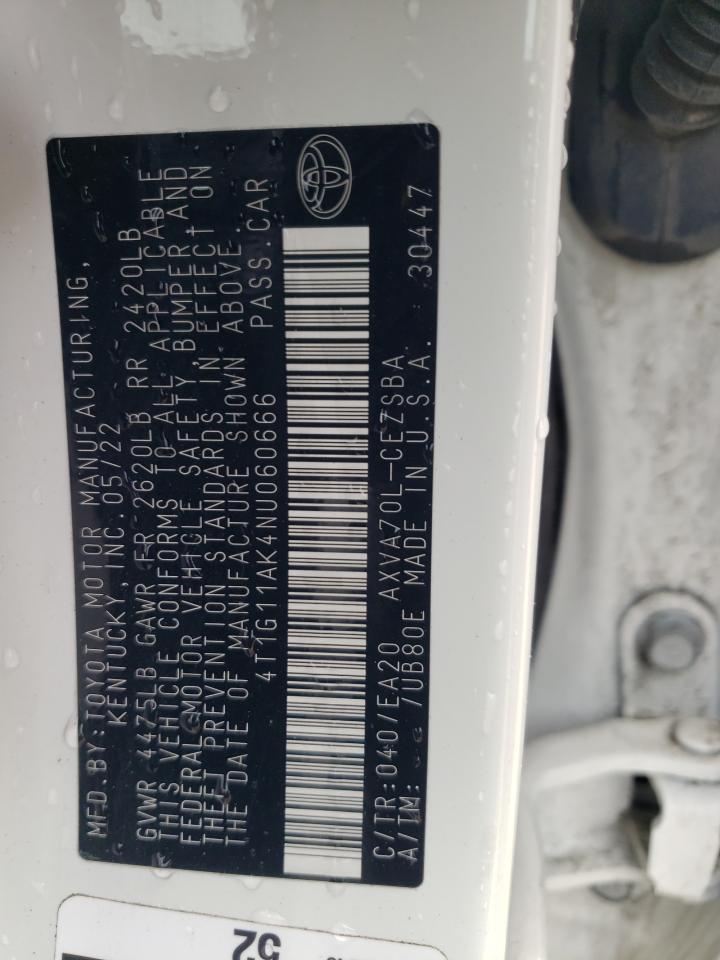 MFD.BY:TOYOTA MOTOR MANUFACTURING,
KENTUCKY, INC.05/22
GVWR 4475LB GAWR FR 2620LB RR 2420LB
THIS VEHICLE CONFORMS TO ALL APPLICABLE
FEDERAL MOTOR VEHICLE SAFETY, BUMPER, AND
THEFT PREVENTION STANDARDS IN EFFECT ON
THE DATE OF MANUFACTURE SHOWN ABOVE.
4T1G11AK4NU060666 PASS.CAR
C/TR:040/EA20 AXVA70L-CEZSBA
A/TM: /UB80E MADE IN U.S.A. 30447
52